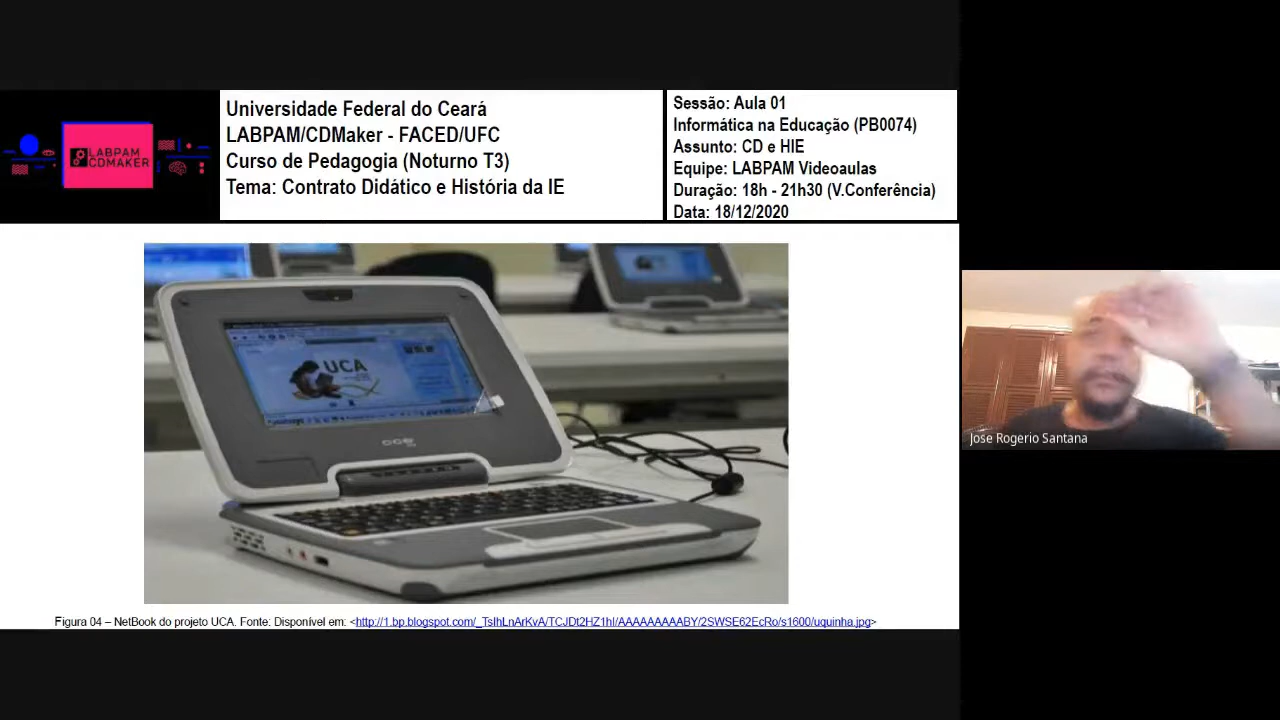 LABPAM
CDMAKER
Universidade Federal do Ceará
LABPAM/CDMaker - FACED/UFC
Curso de Pedagogia (Noturno T3)
Tema: Contrato Didático e História da IE
Sessão: Aula 01
Informática na Educação (PB0074)
Assunto: CD e HIE
Equipe: LABPAM Videoaulas
Duração: 18h - 21h30 (V.Conferência)
Data: 18/12/2020
UCA
cce
Jose Rogerio Santana
Figura 04 – NetBook do projeto UCA. Fonte: Disponível em: <http://1.bp.blogspot.com/_TsIhLnArKvA/TCJDt2HZ1hI/AAAAAAAAABY/2SWSE62EcRo/s1600/uquinha.jpg>